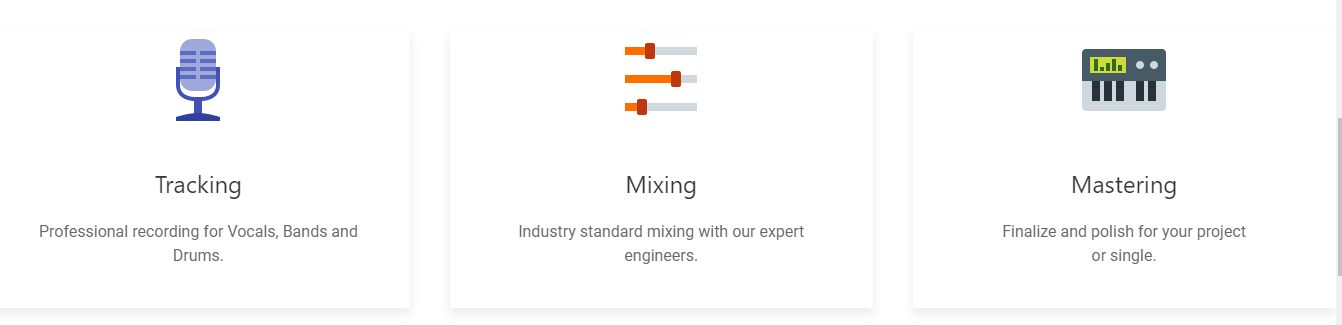 Tracking
Professional recording for Vocals, Bands and
Drums.
Mixing
Industry standard mixing with our expert
engineers.
Mastering
Finalize and polish for your project
or single.